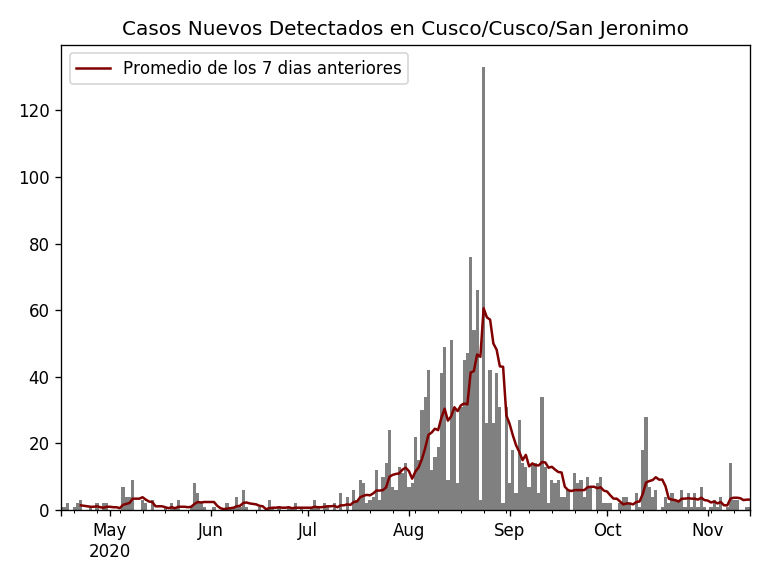 Casos Nuevos Detectados en Cusco/Cusco/San Jeronimo
Promedio de los 7 dias anteriores
120
100
80
60
40
20
0
May Jun Jul Aug Sep Oct Nov
2020